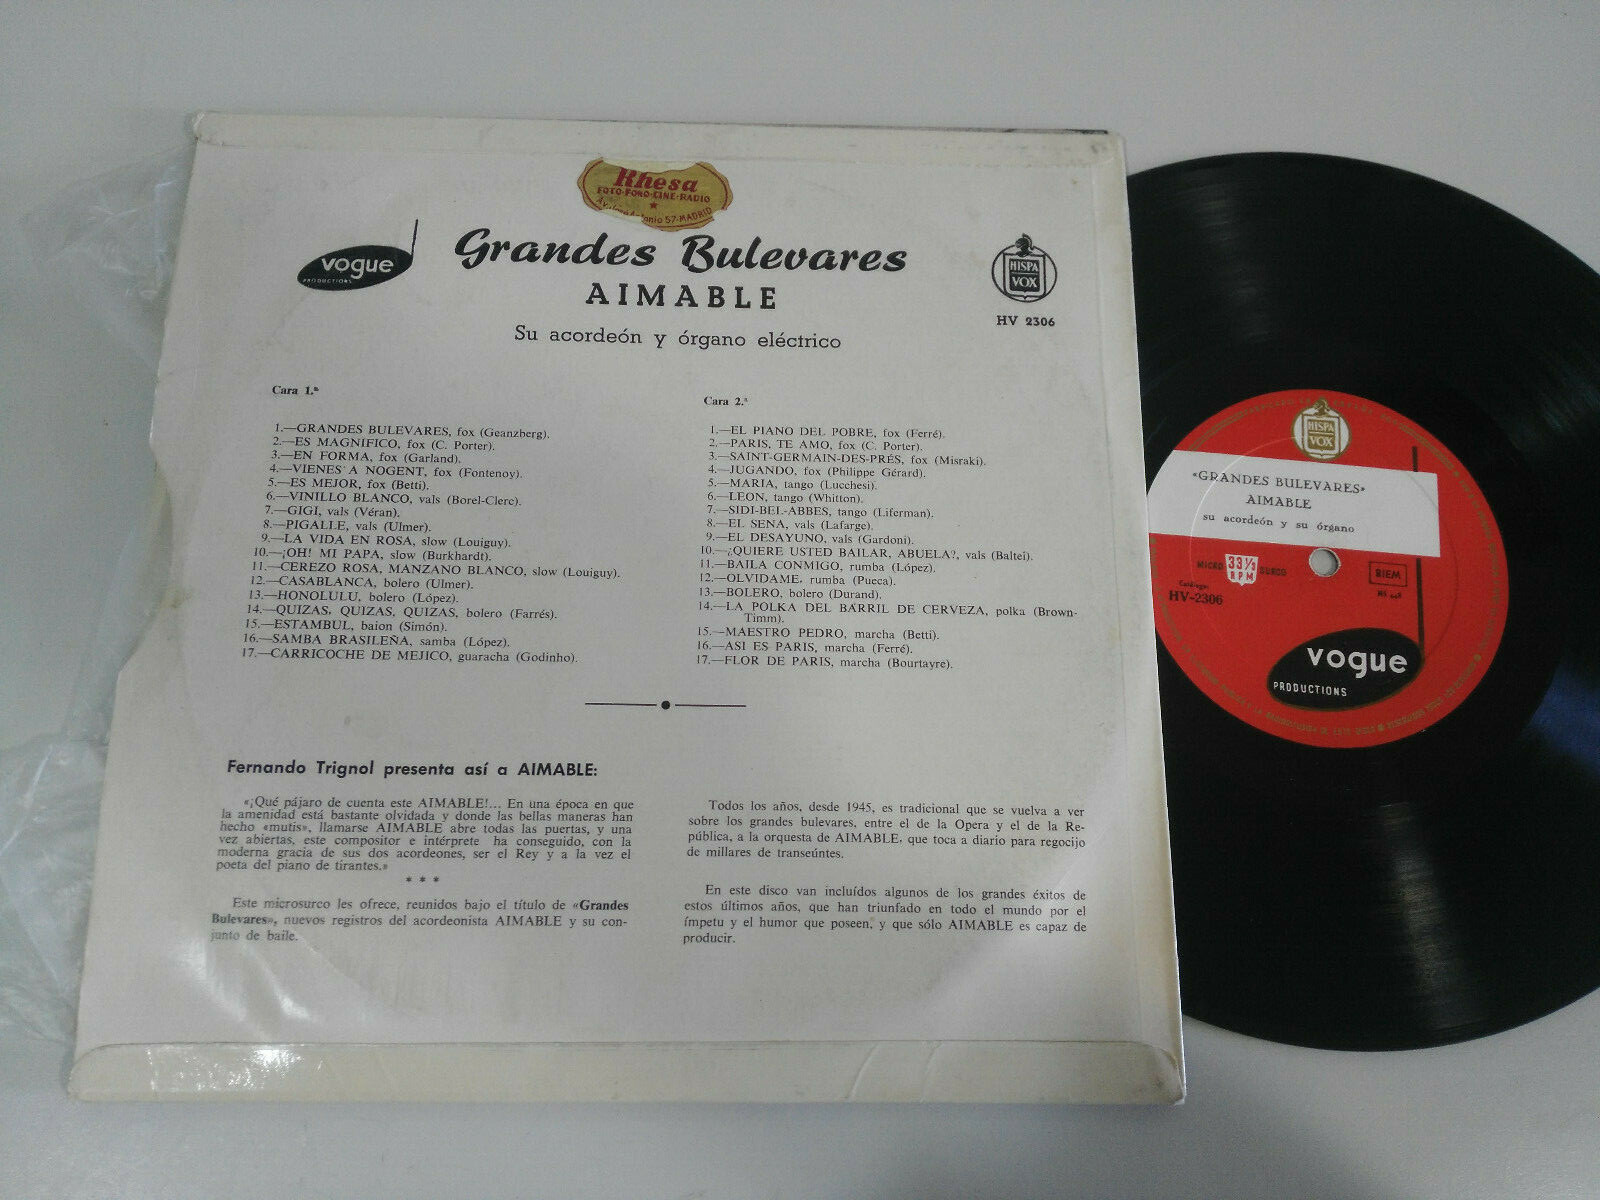 Rhesa
FOTO-FONO-CINE-RADIO
57-MADRID
vogue
PRODUCTIONS
Grandes Bulevares
AIMABLE
Su acordeón y órgano eléctrico
HISPA
VOX
HV 2306
Cara 1.ª
1.—GRANDES BULEVARES, fox (Geanzberg).
2.—ES MAGNIFICO, fox (C. Porter).
3.—EN FORMA, fox (Garland).
4.—VIENES A NOGENT, fox (Fontenoy).
5.—ES MEJOR, fox (Betti).
6.—VINILLO BLANCO, vals (Borel-Clerc).
7.—GIGI, vals (Véran).
8.—PIGALLE, vals (Ulmer).
9.—LA VIDA EN ROSA, slow (Louiguy).
10.—¡OH! MI PAPA, slow (Burkhardt).
11.—CEREZO ROSA, MANZANO BLANCO, slow (Louiguy).
12.—CASABLANCA, bolero (Ulmer).
13.—HONOLULU, bolero (López).
14.—QUIZAS, QUIZAS, QUIZAS, bolero (Farrés).
15.—ESTAMBUL, baion (Simón).
16.—SAMBA BRASILEÑA, samba (López).
17.—CARRICOCHE DE MEJICO, guaracha (Godinho).
Cara 2.ª
1.—EL PIANO DEL POBRE, fox (Ferré).
2.—PARIS, TE AMO, fox (C. Porter).
3.—SAINT-GERMAIN-DES-PRÉS, fox (Misraki).
4.—JUGANDO, fox (Philippe Gérard).
5.—MARIA, tango (Lucchesi).
6.—LEON, tango (Whitton).
7.—SIDI-BEL-ABBES, tango (Liferman).
8.—EL SENA, vals (Lafarge).
9.—EL DESAYUNO, vals (Gardoni).
10.—¿QUIERE USTED BAILAR, ABUELA?, vals (Baltel).
11.—BAILA CONMIGO, rumba (López).
12.—OLVIDAME, rumba (Pucca).
13.—BOLERO, bolero (Durand).
14.—LA POLKA DEL BARRIL DE CERVEZA, polka (Brown-
Timm).
15.—MAESTRO PEDRO, marcha (Betti).
16.—ASI ES PARIS, marcha (Ferré).
17.—FLOR DE PARIS, marcha (Bourtayre).
Fernando Trignol presenta así a AIMABLE:
«¡Qué pájaro de cuenta este AIMABLE!... En una época en que
la amenidad está bastante olvidada y donde las bellas maneras han
hecho «mutis», llamarse AIMABLE abre todas las puertas, y una
vez abiertas, este compositor e intérprete ha conseguido, con la
moderna gracia de sus dos acordeones, ser el Rey y a la vez el
poeta del piano de tirantes.»
* * *
Este microsurco les ofrece, reunidos bajo el título de «Grandes
Bulevares», nuevos registros del acordeonista AIMABLE y su con-
junto de baile.
Todos los años, desde 1945, es tradicional que se vuelva a ver
sobre los grandes bulevares, entre el de la Opera y el de la Re-
pública, a la orquesta de AIMABLE, que toca a diario para regocijo
de millares de transeúntes.
En este disco van incluídos algunos de los grandes éxitos de
estos últimos años, que han triunfado en todo el mundo por el
ímpetu y el humor que poseen, y que sólo AIMABLE es capaz de
producir.
HISPA
VOX
«GRANDES BULEVARES»
AIMABLE
su acordeón y su órgano
MICRO 33⅓ SURCO
RPM
BIEM
Catálogo:
HV-2306
vogue
PRODUCTIONS